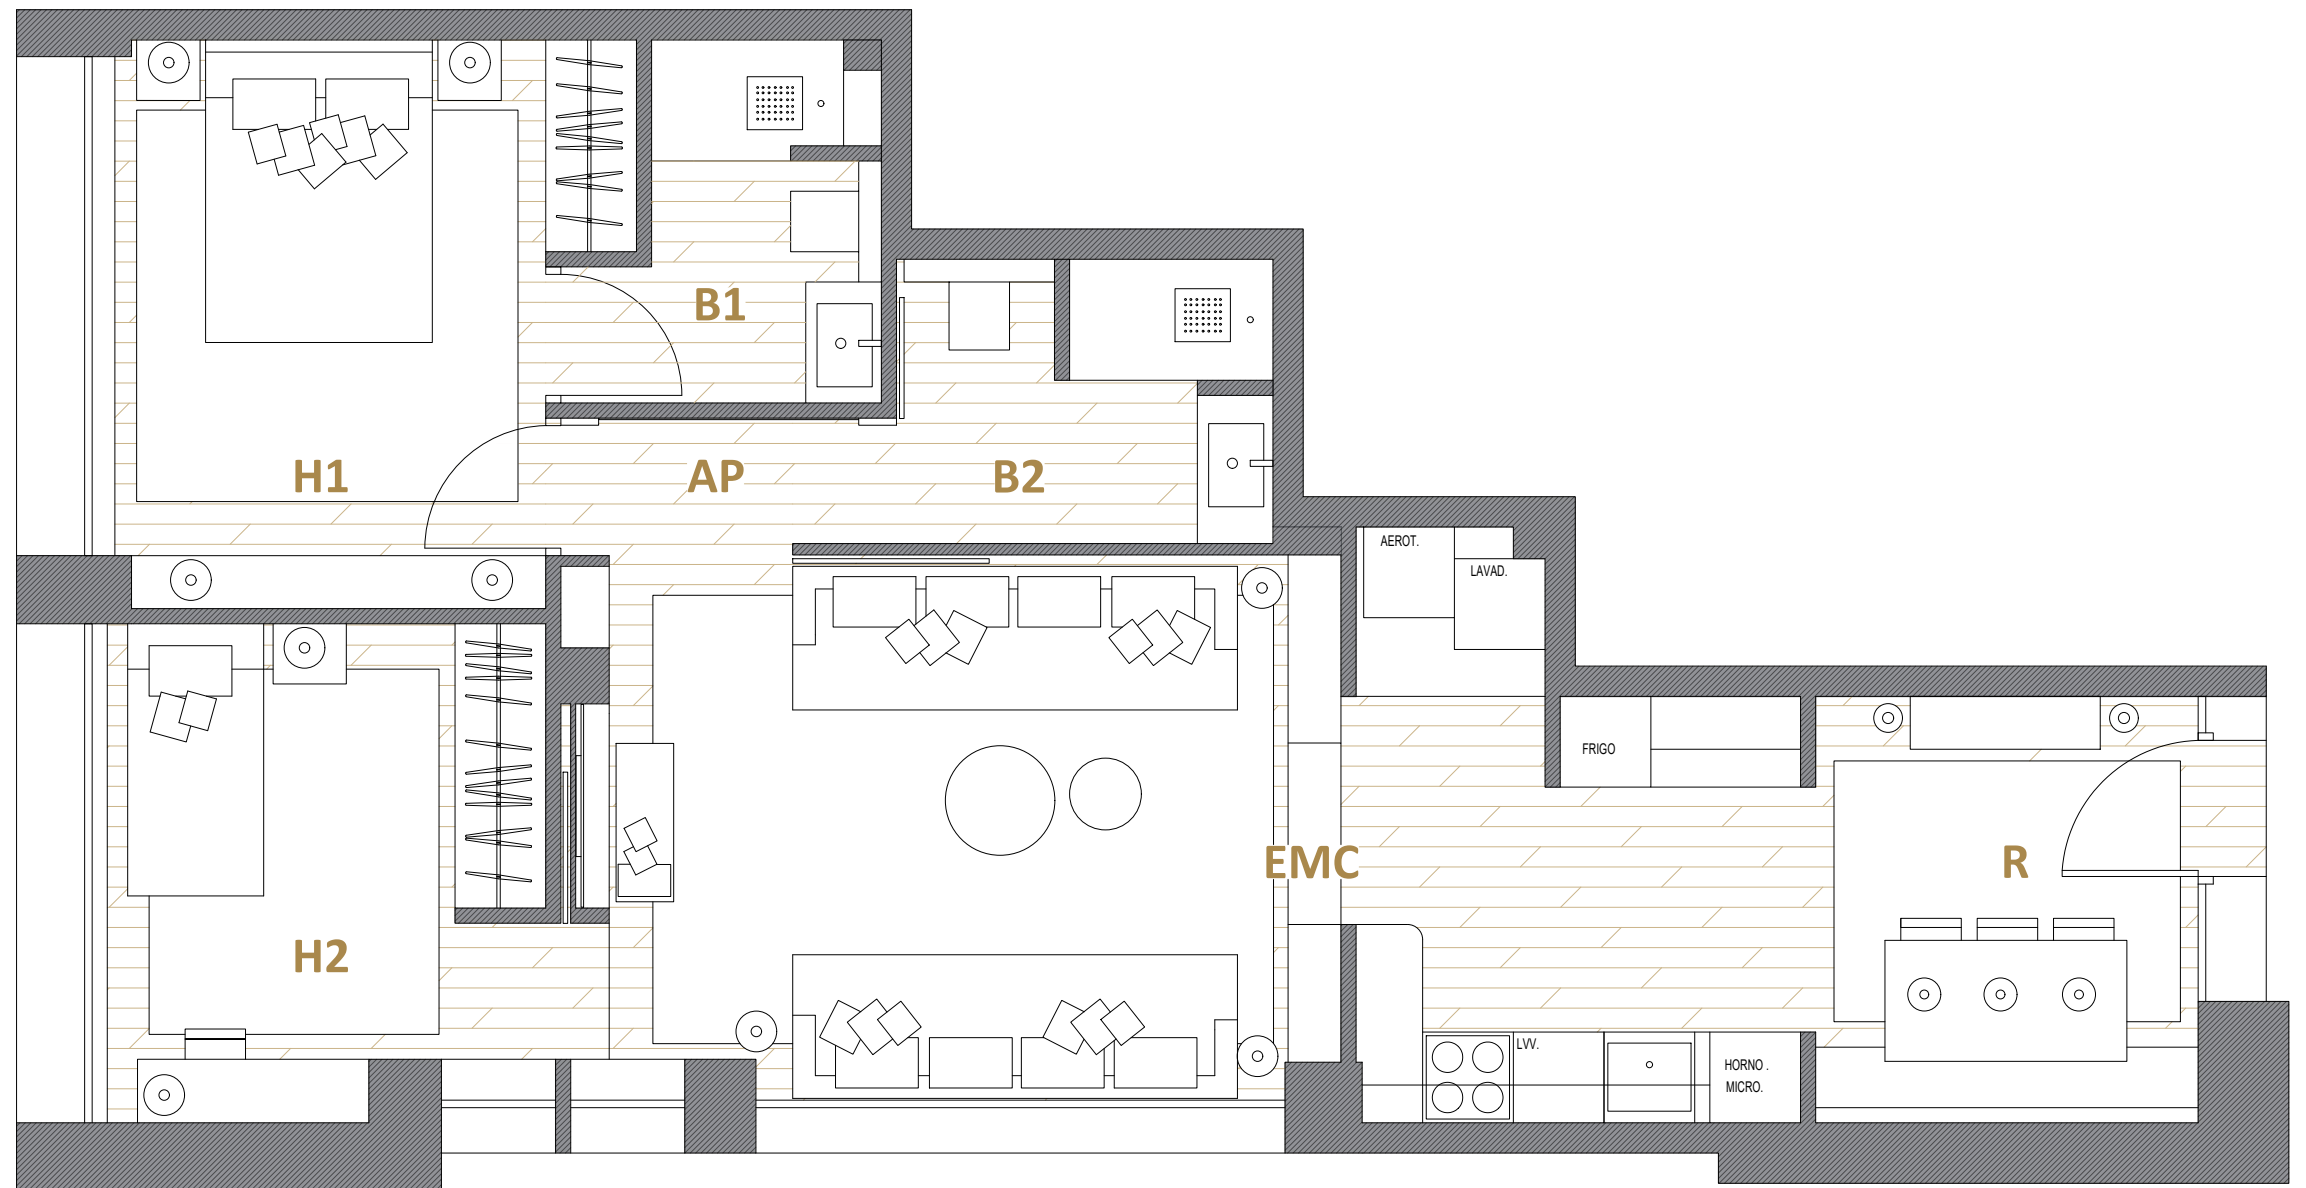 B1
H1
AP
B2
AEROT.
LAVAD.
FRIGO
EMC
R
H2
LVV.
HORNO .
MICRO.